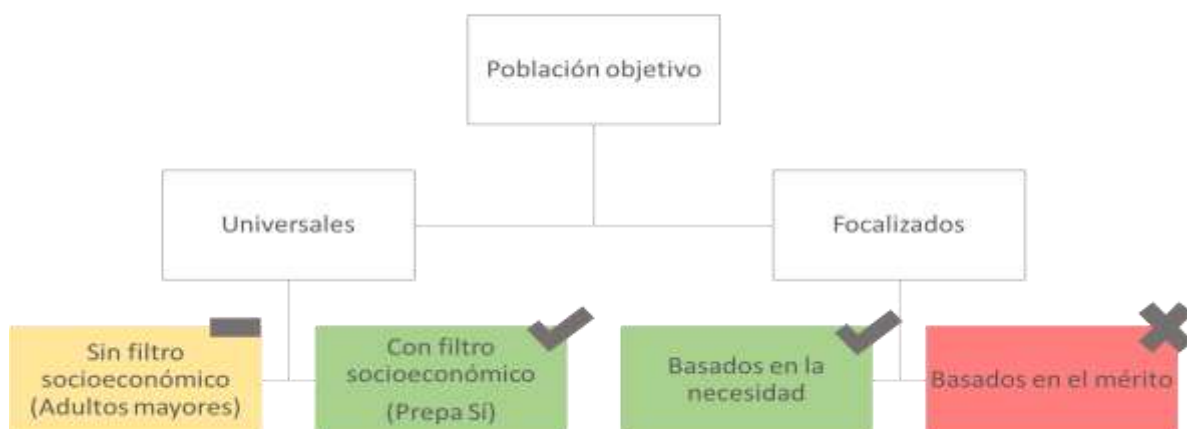 Población objetivo
Universales
Focalizados
Sin filtro
socioeconómico
(Adultos mayores)
Con filtro
socioeconómico
(Prepa Sí)
Basados en la
necesidad
Basados en el mérito